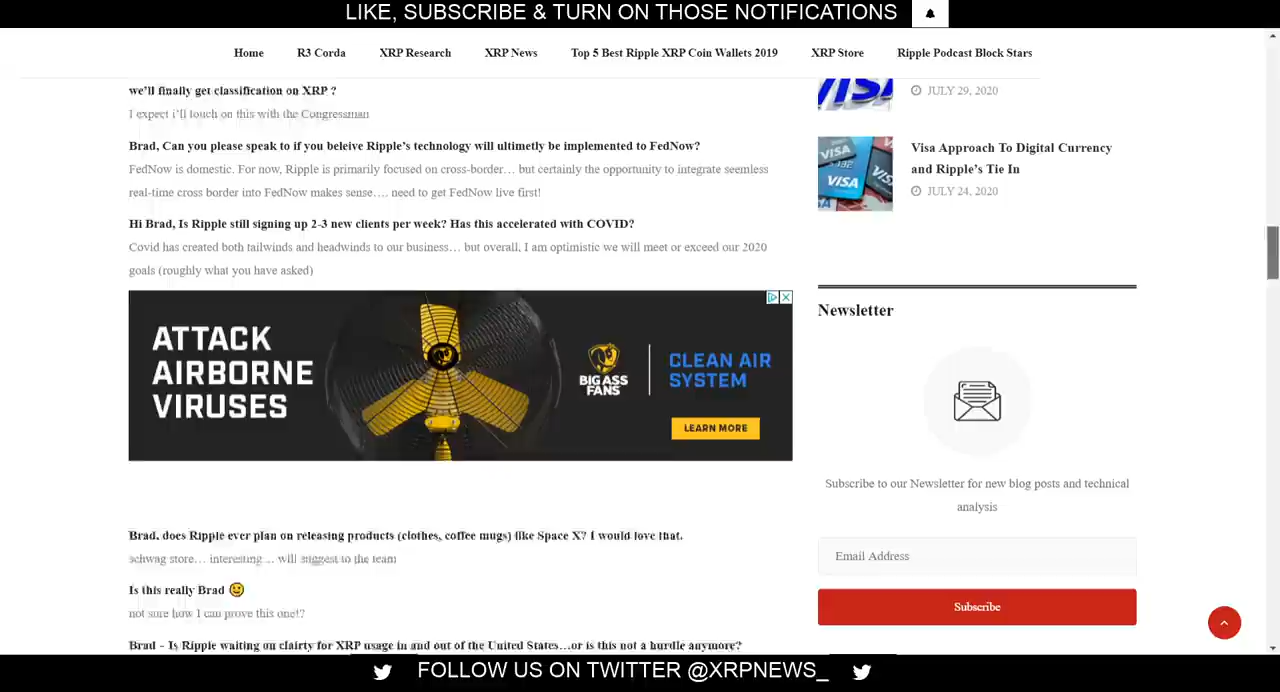 LIKE, SUBSCRIBE & TURN ON THOSE NOTIFICATIONS
Home R3 Corda XRP Research XRP News Top 5 Best Ripple XRP Coin Wallets 2019 XRP Store Ripple Podcast Block Stars
we'll finally get classification on XRP ?
I expect i'll touch on this with the Congressman
Brad, Can you please speak to if you beleive Ripple's technology will ultimetly be implemented to FedNow?
FedNow is domestic. For now, Ripple is primarily focused on cross-border… but certainly the opportunity to integrate seemless
real-time cross border into FedNow makes sense…. need to get FedNow live first!
Hi Brad, Is Ripple still signing up 2-3 new clients per week? Has this accelerated with COVID?
Covid has created both tailwinds and headwinds to our business… but overall, I am optimistic we will meet or exceed our 2020
goals (roughly what you have asked)
ATTACK
AIRBORNE
VIRUSES
BIG ASS
FANS
CLEAN AIR
SYSTEM
LEARN MORE
Brad, does Ripple ever plan on releasing products (clothes, coffee mugs) like Space X? I would love that.
schwag store… interesting… will suggest to the team
Is this really Brad 😉
not sure how I can prove this one!?
Brad – Is Ripple waiting on clairty for XRP usage in and out of the United States…or is this not a hurdle anymore?
VISA
JULY 29, 2020
VISA
VISA
Visa Approach To Digital Currency
and Ripple's Tie In
JULY 24, 2020
Newsletter
Subscribe to our Newsletter for new blog posts and technical
analysis
Email Address
Subscribe
FOLLOW US ON TWITTER @XRPNEWS_